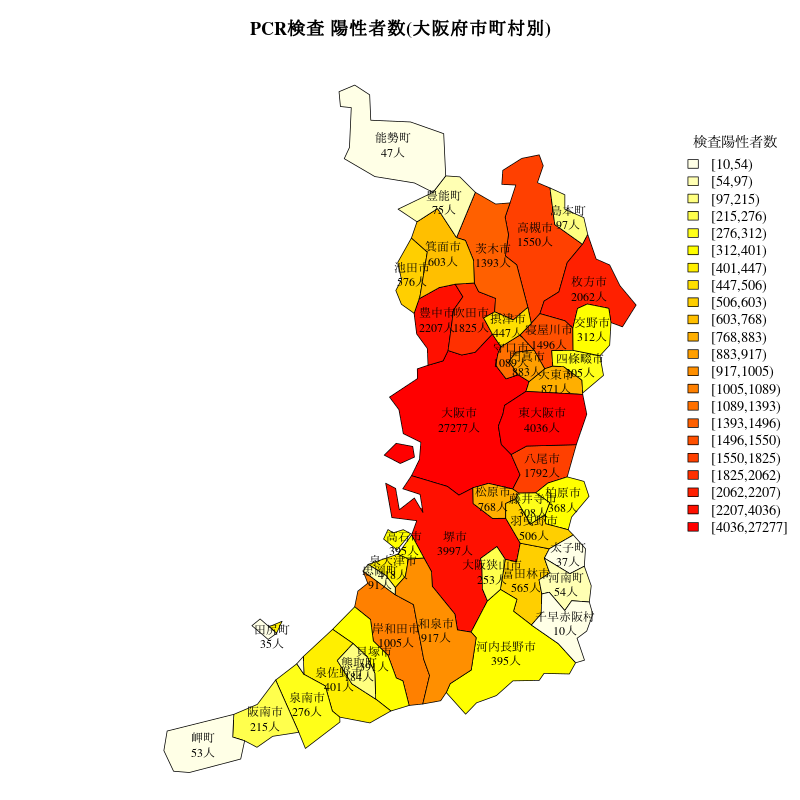 PCR検査 陽性者数(大阪府市町村別)
能勢町
47人
豊能町
75人
島本町
97人
高槻市
1550人
茨木市
1393人
箕面市
603人
池田市
576人
枚方市
2062人
豊中市
2207人
吹田市
1825人
摂津市
447人
寝屋川市
1496人
交野市
312人
守口市
1089人
門真市
883人
四條畷市
305人
大東市
871人
大阪市
27277人
東大阪市
4036人
八尾市
1792人
松原市
768人
藤井寺市
308人
柏原市
368人
羽曳野市
506人
堺市
3997人
高石市
395人
91人
大阪狭山市
253人
太子町
37人
富田林市
565人
河南町
54人
千早赤阪村
10人
河内長野市
395人
和泉市
917人
岸和田市
1005人
貝塚市
熊取町
184人
泉佐野市
401人
田尻町
35人
泉南市
276人
阪南市
215人
岬町
53人
検査陽性者数
[10,54)
[54,97)
[97,215)
[215,276)
[276,312)
[312,401)
[401,447)
[447,506)
[506,603)
[603,768)
[768,883)
[883,917)
[917,1005)
[1005,1089)
[1089,1393)
[1393,1496)
[1496,1550)
[1550,1825)
[1825,2062)
[2062,2207)
[2207,4036)
[4036,27277]